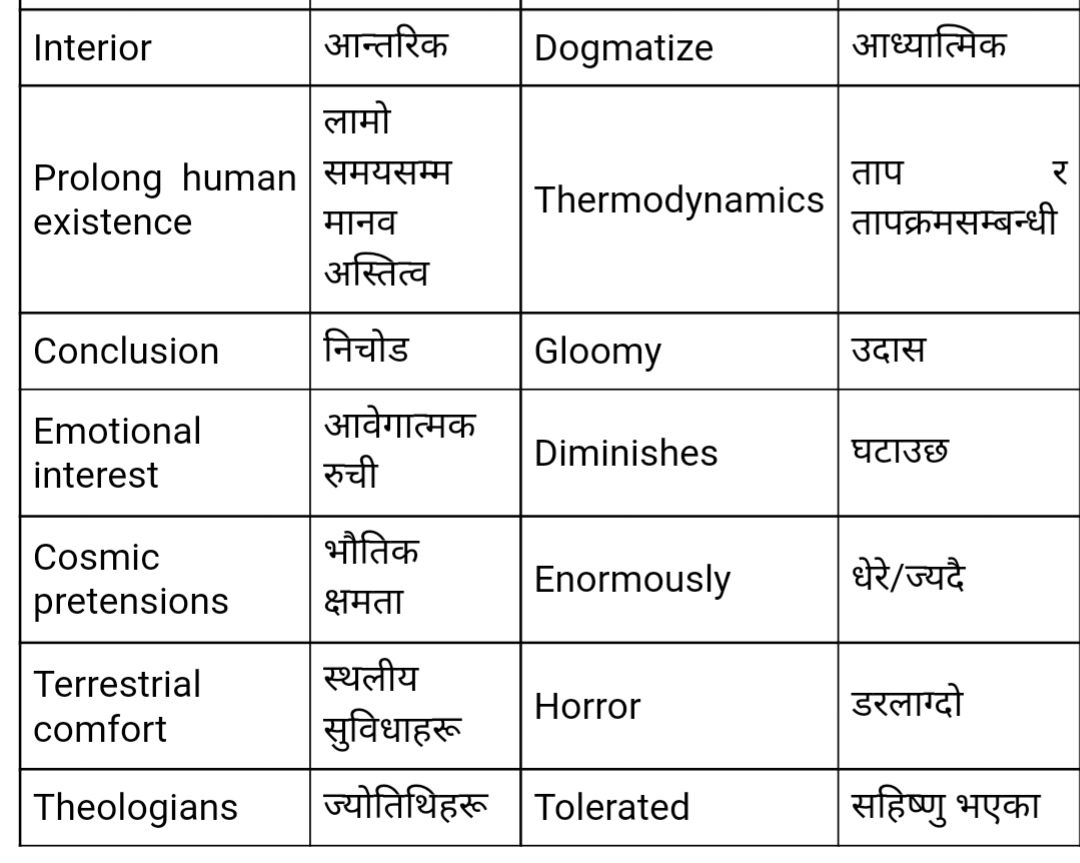 Interior
आन्तरिक
Dogmatize
आध्यात्मिक
Prolong human
existence
लामो
समयसम्म
मानव
अस्तित्व
Thermodynamics
ताप र
तापक्रमसम्बन्धी
Conclusion
निचोड
Gloomy
उदास
Emotional
interest
आवेगात्मक
रुची
Diminishes
घटाउछ
Cosmic
pretensions
भौतिक
क्षमता
Enormously
धेरे/ज्यदै
Terrestrial
comfort
स्थलीय
सुविधाहरू
Horror
डरलाग्दो
Theologians
ज्योतिथिहरू
Tolerated
सहिष्णु भएका